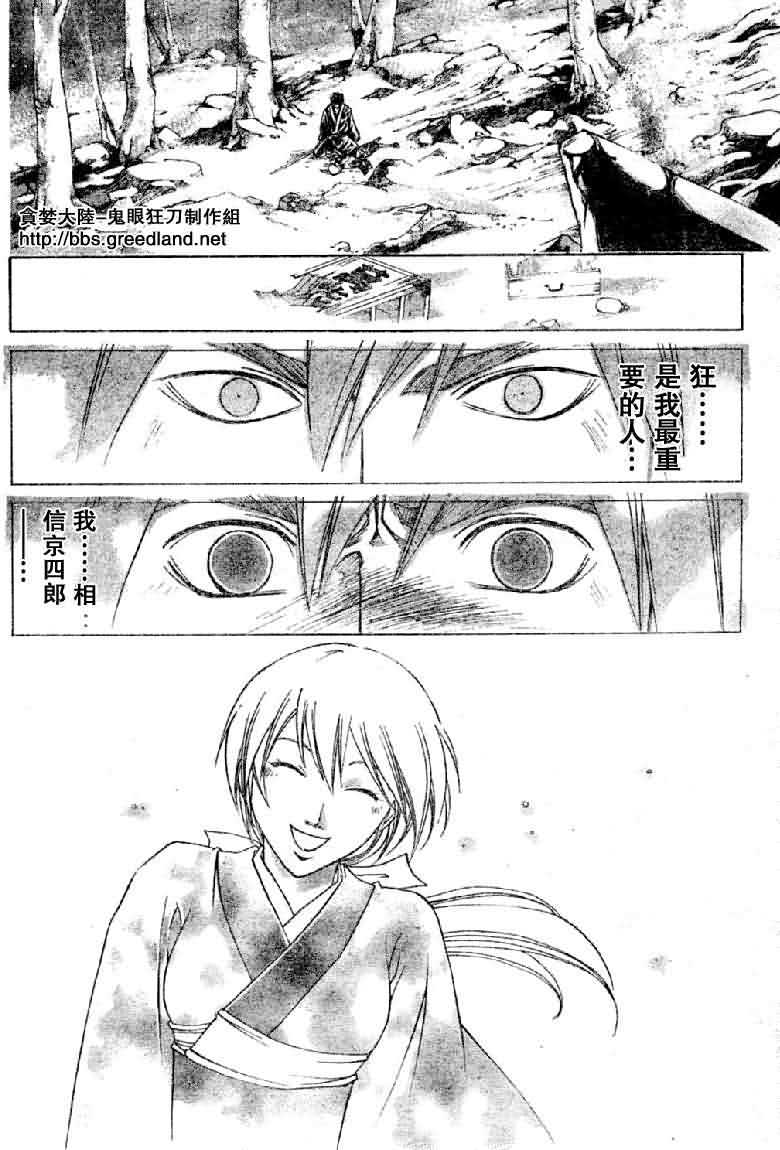 貪婪大陸-鬼眼狂刀制作組
http://bbs.greedland.net
狂……
是我最重
要的人…
我……相
信京四郎
——…